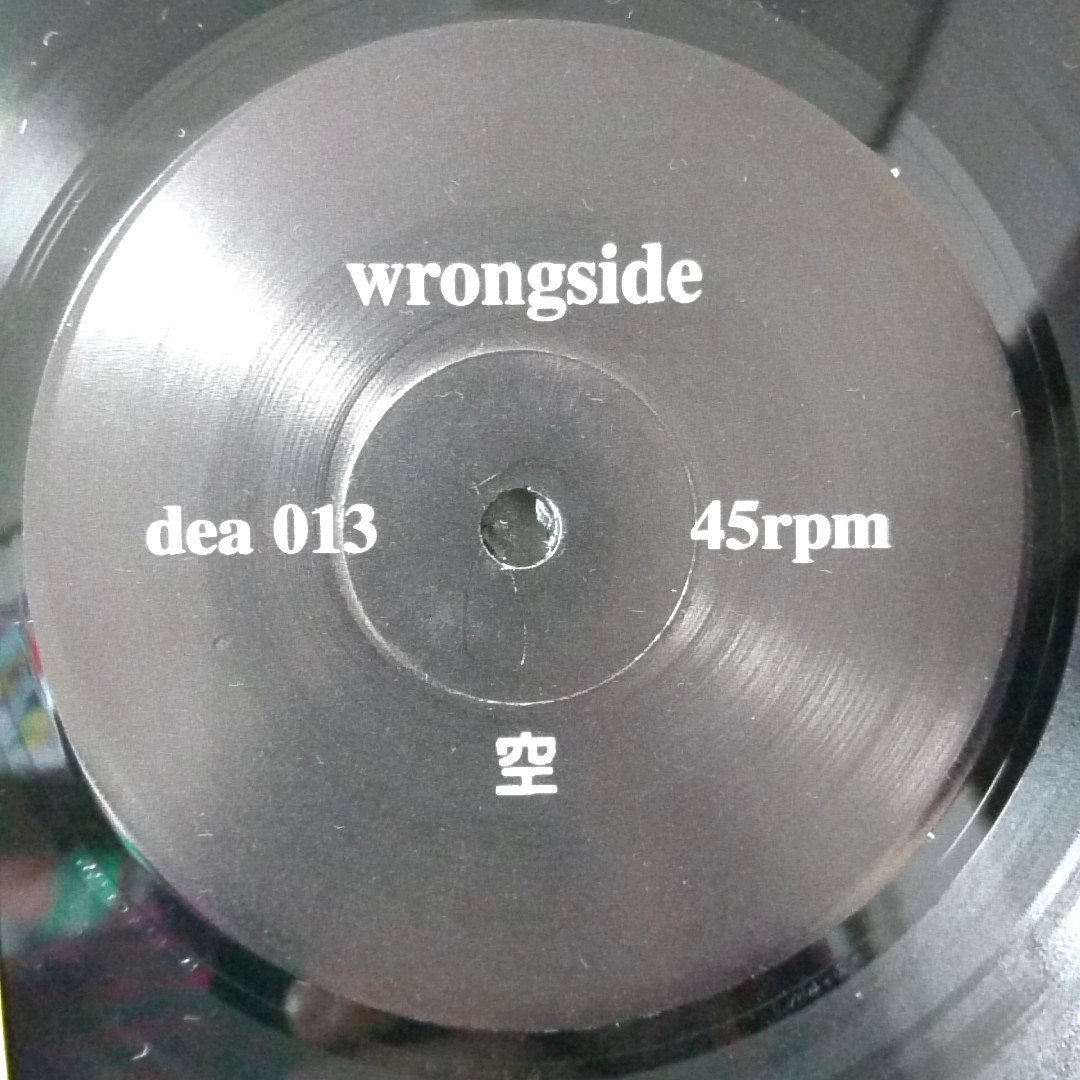 wrongside
dea 013
45rpm
空